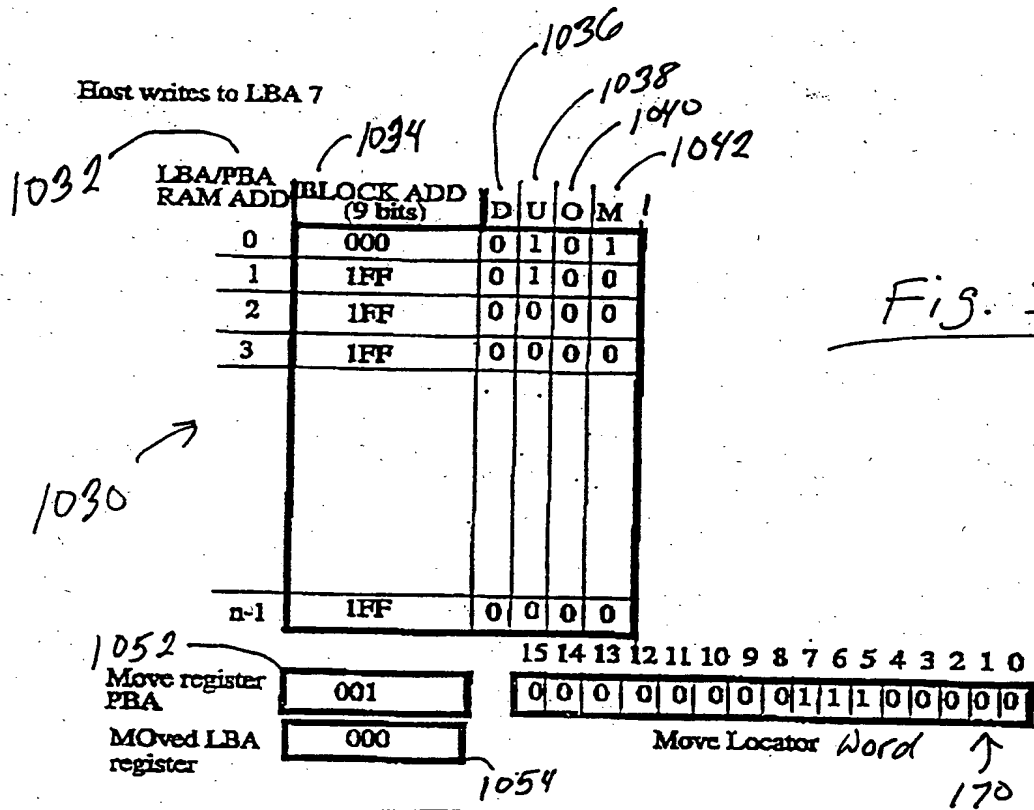 1036
Host writes to LBA 7
1038
1034
1040
1042
1032
LBA/PBA
RAM ADD
BLOCK ADD
(9 bits)
D U O M
0 000 0 1 0 1
1 1FF 0 1 0 0
2 1FF 0 0 0 0
Fig.
3 1FF 0 0 0 0
1030
n-1 1FF 0 0 0 0
1052
15 14 13 12 11 10 9 8 7 6 5 4 3 2 1 0
Move register
PBA
001
0 0 0 0 0 0 0 0 1 1 1 0 0 0 0 0
MOved LBA
register
000
Move Locator Word
1054
170